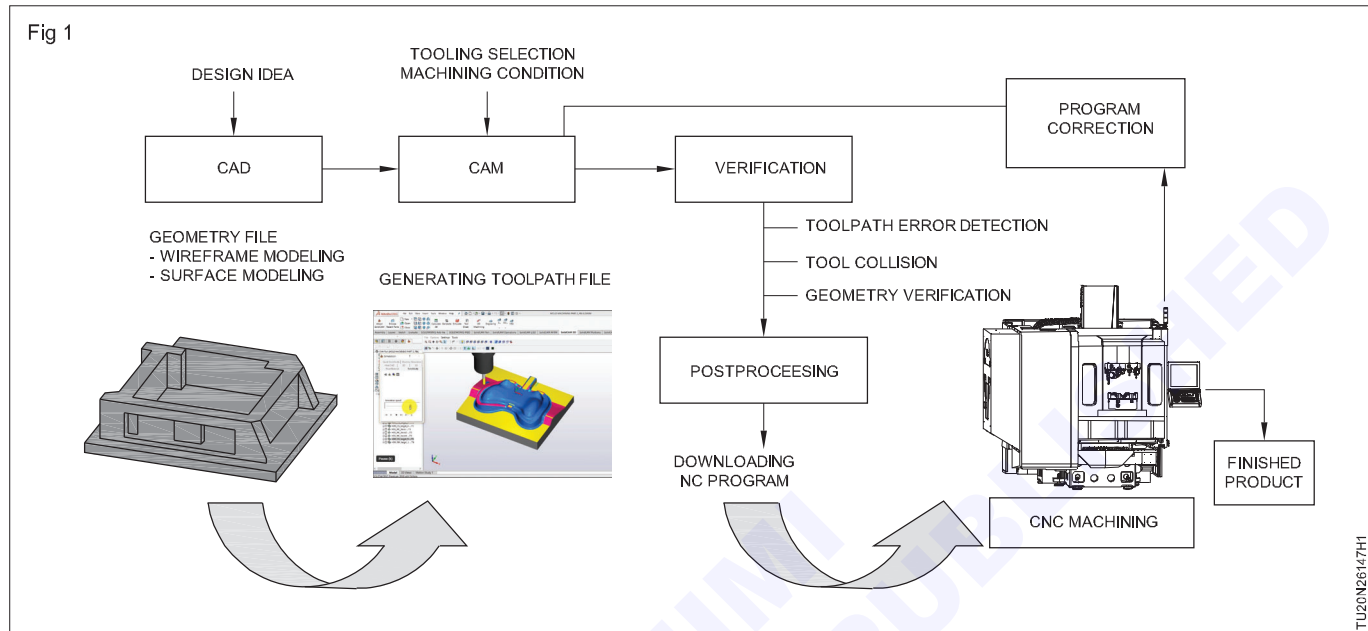 Fig 1
DESIGN IDEA
TOOLING SELECTION
MACHINING CONDITION
PROGRAM
CORRECTION
CAD
CAM
VERIFICATION
GEOMETRY FILE
- WIREFRAME MODELING
- SURFACE MODELING
GENERATING TOOLPATH FILE
TOOLPATH ERROR DETECTION
TOOL COLLISION
GEOMETRY VERIFICATION
POSTPROCEESING
DOWNLOADING
NC PROGRAM
CNC MACHINING
FINISHED
PRODUCT
TU20N26147H1
PUBLISHED